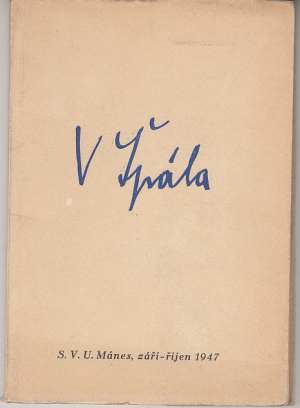 V Špála
S. V. U. Mánes, září-říjen 1947